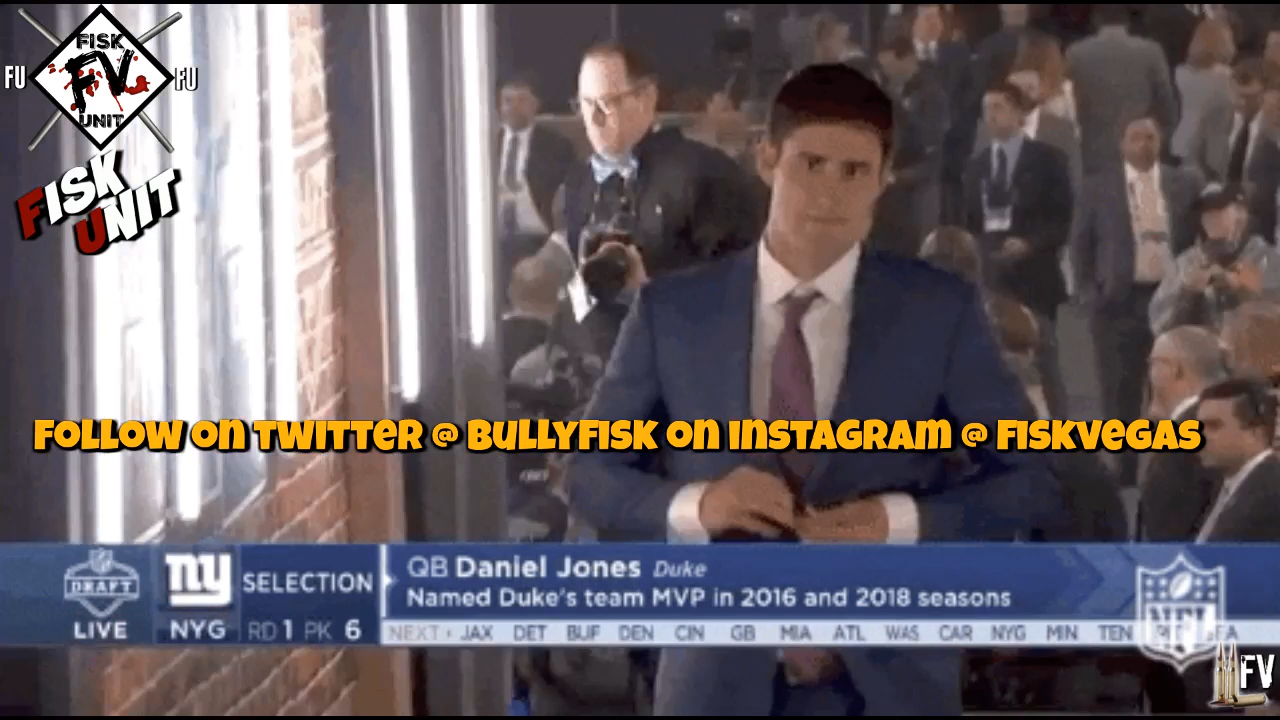 FISK
FV
UNIT
FU
FU
FISK
UNIT
FOLLOW ON TWITTER @ BULLYFISK ON INSTAGRAM @ FISKVEGAS
DRAFT
LIVE
ny
NYG
SELECTION
RD 1 PK 6
QB Daniel Jones Duke
Named Duke's team MVP in 2016 and 2018 seasons
NEXT JAX DET BUF DEN CIN GB MIA ATL WAS CAR NYG MIN TEN
NFL
FV